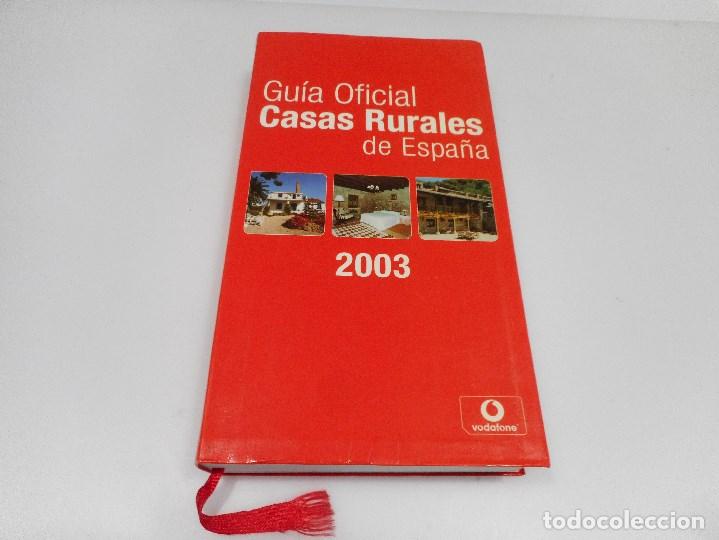 Guía Oficial
Casas Rurales
de España
2003
vodafone
todocoleccion